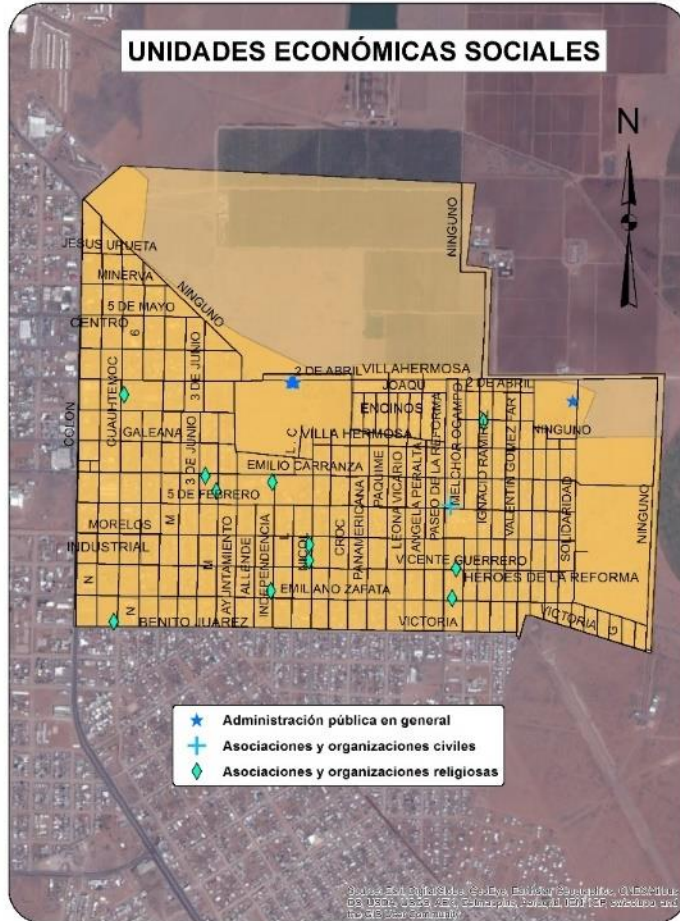 UNIDADES ECONÓMICAS SOCIALES
N
JESUS URUETA
MINERVA
NINGUNO
NINGUNO
5 DE MAYO
CENTRO
6
3 DE JUNIO
2 DE ABRIL
VILLAHERMOSA
JOAQU
2 DE ABRIL
CUAUHTEMOC
ENCINOS
COLON
GALEANA
L. C
VILLA HERMOSA
PASEO DE LA REFORMA
MELCHOR OCAMPO
IGNACIO RAMIREZ
VALENTIN GOMEZ FAR
NINGUNO
3 DE JUNIO
EMILIO CARRANZA
5 DE FEBRERO
PAQUIME
LEONA VICARIO
ANGELA PERALTA
MORELOS
M
AYUNTAMIENTO
ALLENDE
INDEPENDENCIA
L
NICOL
CROC
PANAMERICANA
SOLIDARIDAD
NINGUNO
INDUSTRIAL
M
VICENTE GUERRERO
HEROES DE LA REFORMA
N
N
EMILIANO ZAPATA
BENITO JUAREZ
VICTORIA
VICTORIA
G
Administración pública en general
Asociaciones y organizaciones civiles
Asociaciones y organizaciones religiosas